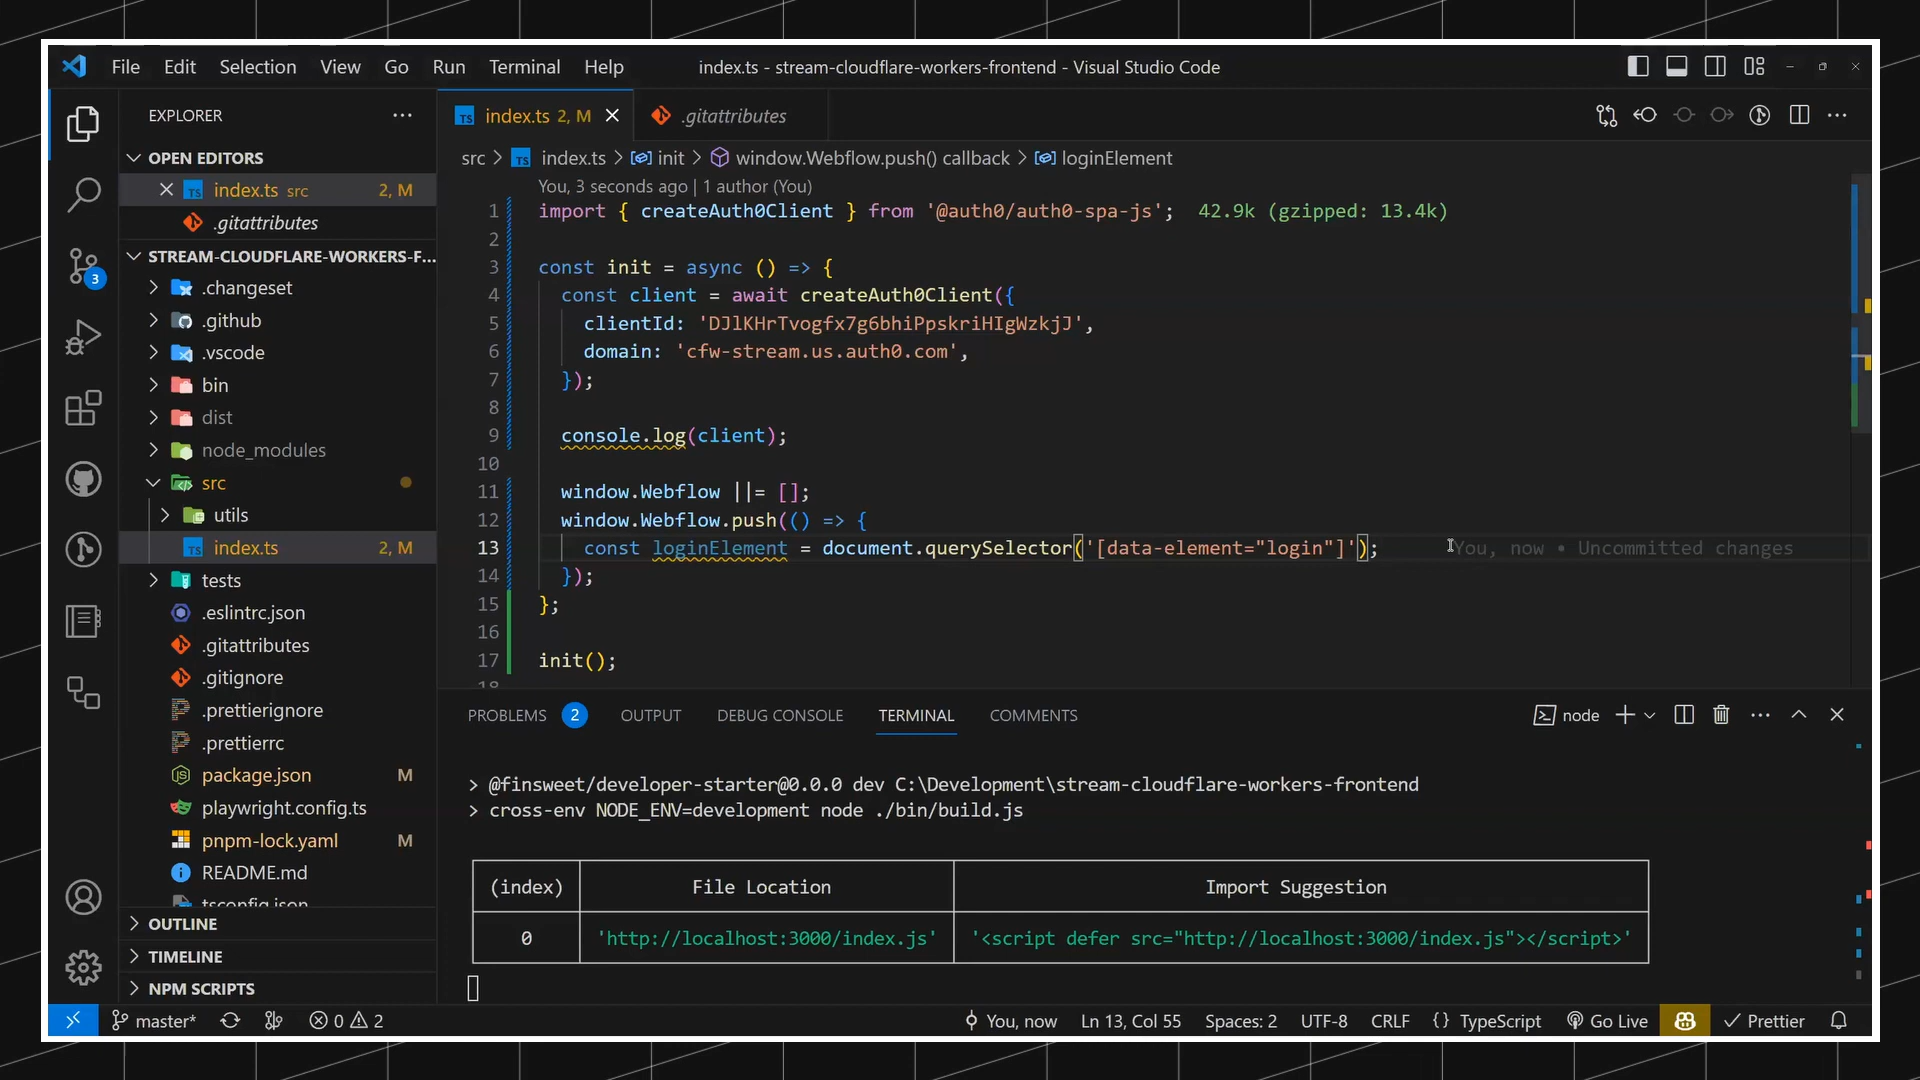 File Edit Selection View Go Run Terminal Help
index.ts - stream-cloudflare-workers-frontend - Visual Studio Code
EXPLORER
OPEN EDITORS
index.ts src 2, M
.gitattributes
STREAM-CLOUDFLARE-WORKERS-F...
.changeset
.github
.vscode
bin
dist
node_modules
src
utils
index.ts 2, M
tests
.eslintrc.json
.gitattributes
.gitignore
.prettierignore
.prettierrc
package.json M
playwright.config.ts
pnpm-lock.yaml M
README.md
tsconfig.json
OUTLINE
TIMELINE
NPM SCRIPTS
3
TS index.ts 2, M
.gitattributes
src > TS index.ts > init > window.Webflow.push() callback > loginElement
You, 3 seconds ago | 1 author (You)
1 import { createAuth0Client } from '@auth0/auth0-spa-js'; 42.9k (gzipped: 13.4k)
2
3 const init = async () => {
4 const client = await createAuth0Client({
5 clientId: 'DJlKHrTvogfx7g6bhiPpskriHIgWzkjJ',
6 domain: 'cfw-stream.us.auth0.com',
7 });
8
9 console.log(client);
10
11 window.Webflow ||= [];
12 window.Webflow.push(() => {
13 const loginElement = document.querySelector('[data-element="login"]'); You, now • Uncommitted changes
14 });
15 };
16
17 init();
18
PROBLEMS 2 OUTPUT DEBUG CONSOLE TERMINAL COMMENTS
node
> @finsweet/developer-starter@0.0.0 dev C:\Development\stream-cloudflare-workers-frontend
> cross-env NODE_ENV=development node ./bin/build.js
(index) File Location Import Suggestion
0 'http://localhost:3000/index.js' '<script defer src="http://localhost:3000/index.js"></script>'
master* 0 2 You, now Ln 13, Col 55 Spaces: 2 UTF-8 CRLF {} TypeScript Go Live Prettier